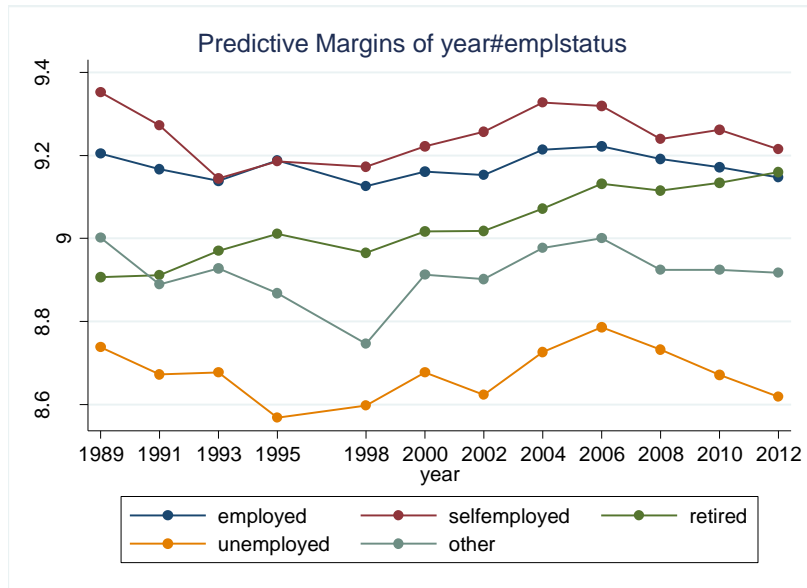 Predictive Margins of year#emplstatus
9.4
9.2
9
8.8
8.6
1989 1991 1993 1995 1998 2000 2002 2004 2006 2008 2010 2012
year
employed selfemployed retired
unemployed other